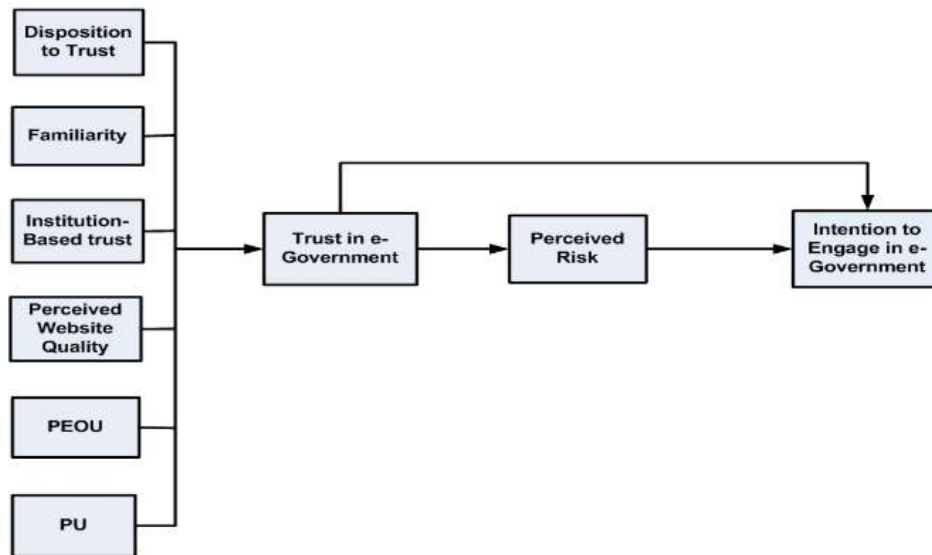 Disposition
to Trust
Familiarity
Institution-
Based trust
Perceived
Website
Quality
PEOU
PU
Trust in e-
Government
Perceived
Risk
Intention to
Engage in e-
Government